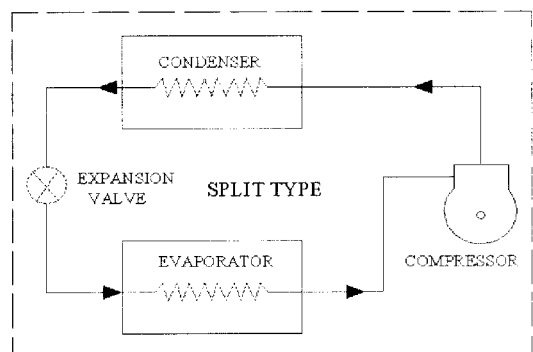 CONDENSER
EXPANSION
VALVE
SPLIT TYPE
EVAPORATOR
COMPRESSOR